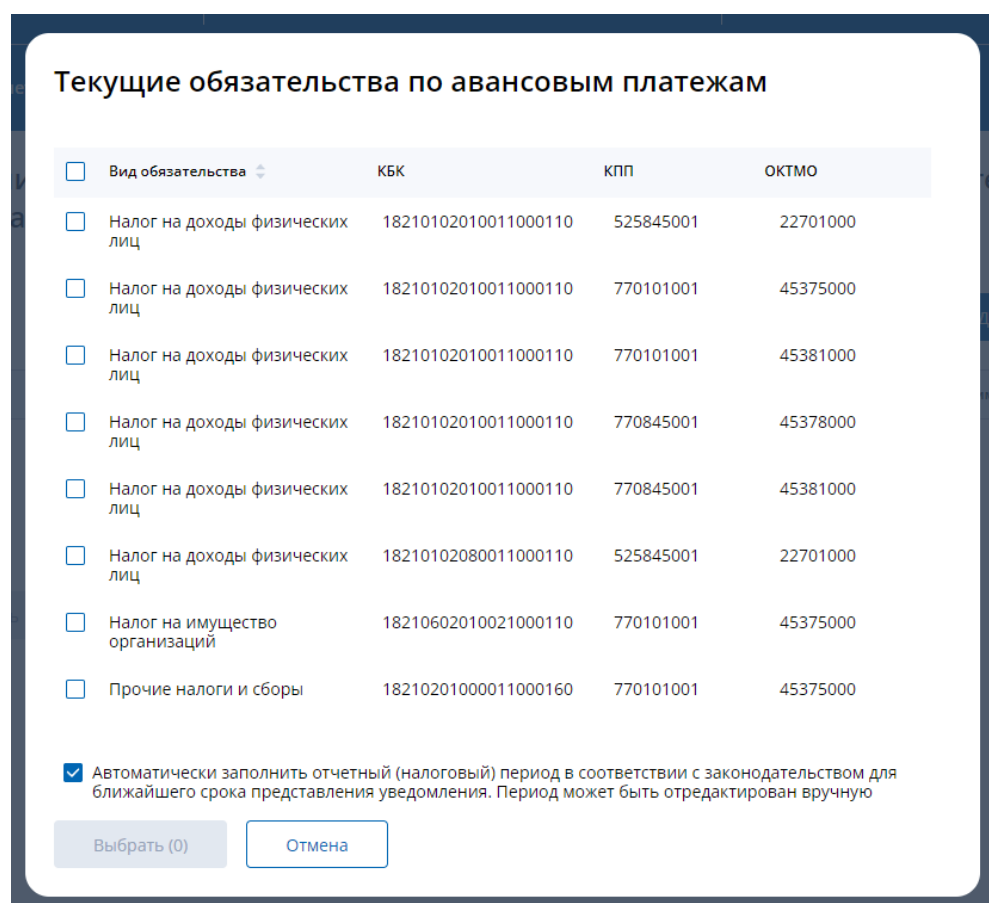 Текущие обязательства по авансовым платежам
Вид обязательства КБК КПП ОКТМО
Налог на доходы физических 18210102010011000110 525845001 22701000
лиц
Налог на доходы физических 18210102010011000110 770101001 45375000
лиц
Налог на доходы физических 18210102010011000110 770101001 45381000
лиц
Налог на доходы физических 18210102010011000110 770845001 45378000
лиц
Налог на доходы физических 18210102010011000110 770845001 45381000
лиц
Налог на доходы физических 18210102080011000110 525845001 22701000
лиц
Налог на имущество 18210602010021000110 770101001 45375000
организаций
Прочие налоги и сборы 18210201000011000160 770101001 45375000
Автоматически заполнить отчетный (налоговый) период в соответствии с законодательством для
ближайшего срока представления уведомления. Период может быть отредактирован вручную
Выбрать (0) Отмена